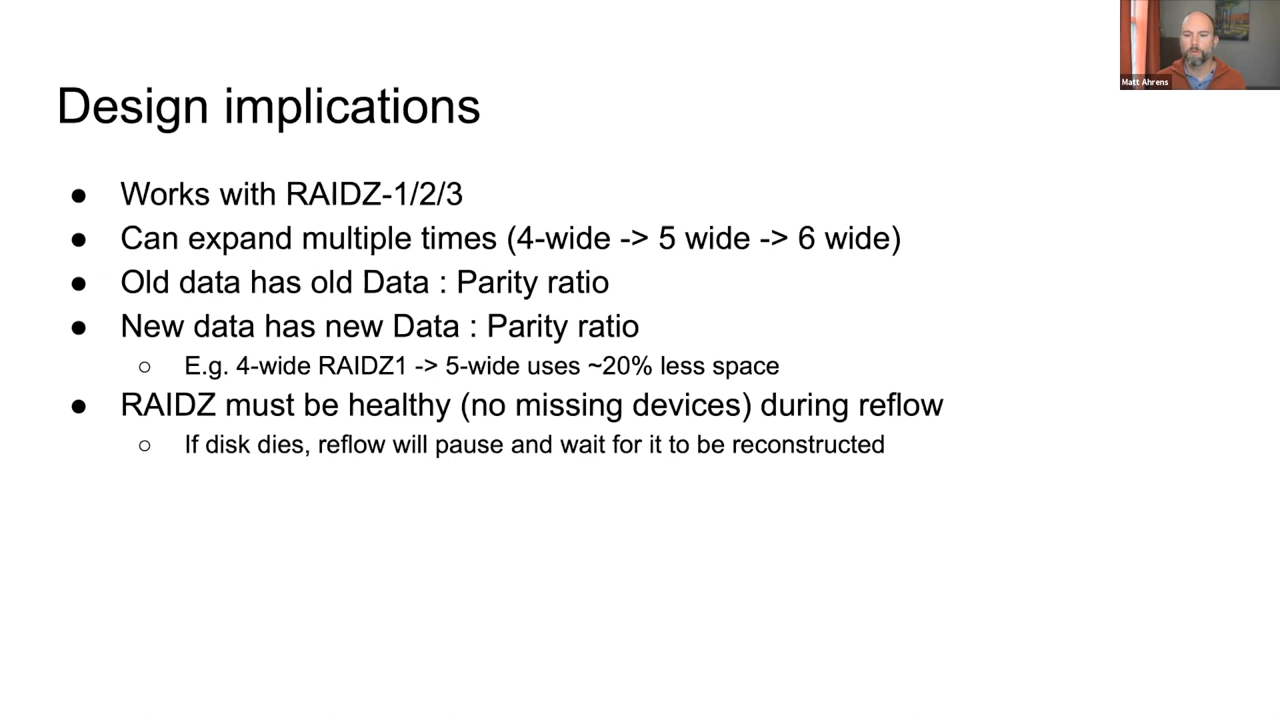 Matt Ahrens
Design implications
● Works with RAIDZ-1/2/3
● Can expand multiple times (4-wide -> 5 wide -> 6 wide)
● Old data has old Data : Parity ratio
● New data has new Data : Parity ratio
○ E.g. 4-wide RAIDZ1 -> 5-wide uses ~20% less space
● RAIDZ must be healthy (no missing devices) during reflow
○ If disk dies, reflow will pause and wait for it to be reconstructed